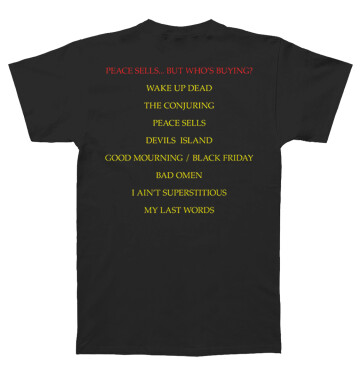 PEACE SELLS... BUT WHO'S BUYING?
WAKE UP DEAD
THE CONJURING
PEACE SELLS
DEVILS ISLAND
GOOD MOURNING / BLACK FRIDAY
BAD OMEN
I AIN'T SUPERSTITIOUS
MY LAST WORDS